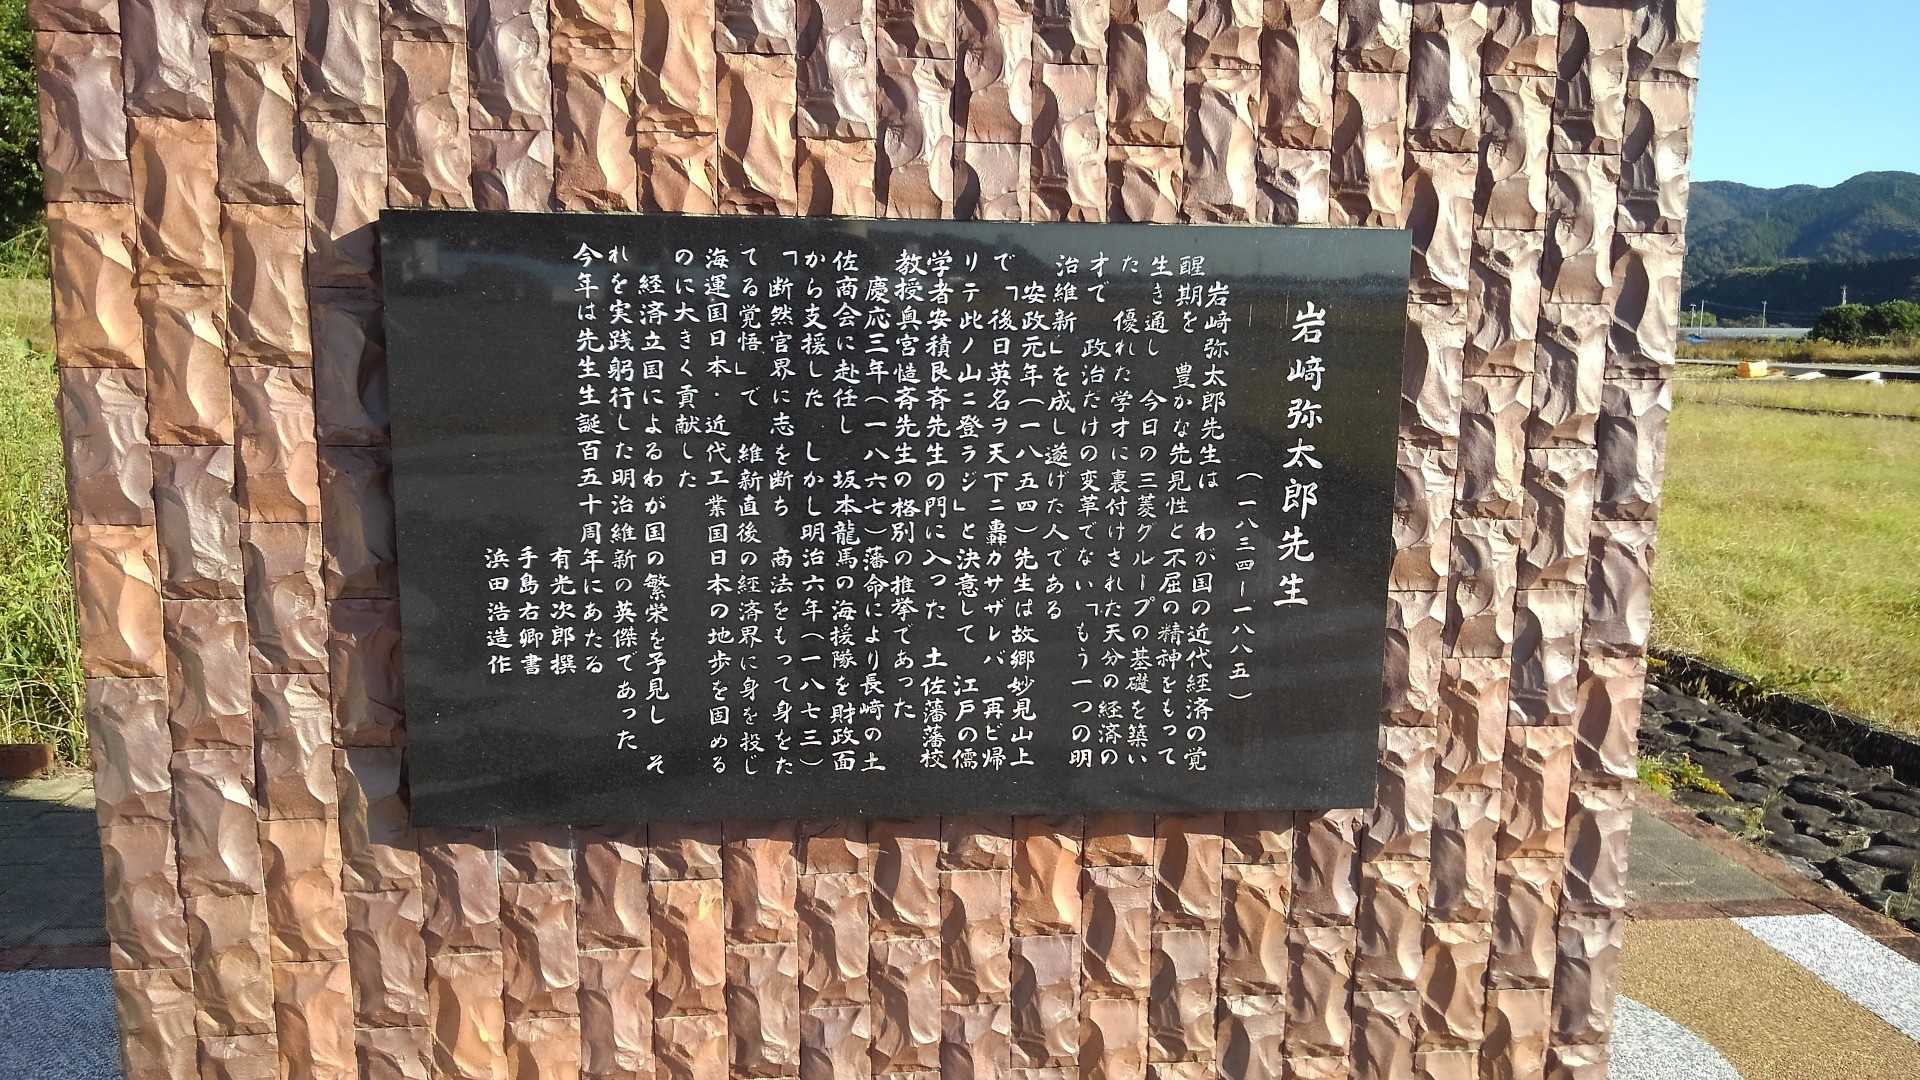 岩﨑弥太郎先生
(一八三四ー一八八五)
岩﨑弥太郎先生は わが国の近代経済の覚
醒期を 豊かな先見性と不屈の精神をもって
生き通し 今日の三菱グループの基礎を築い
た 優れた学才に裏付けされた天分の経済の
才で 政治だけの変革でない「もう一つの明
治維新」を成し遂げた人である
安政元年(一八五四)先生は故郷妙見山上
で「後日英名ヲ天下ニ轟カサザレバ 再ビ帰
リテ此ノ山ニ登ラジ」と決意して 江戸の儒
学者安積艮斉先生の門に入った 土佐藩藩校
教授奥宮慥斉先生の格別の推挙であった
慶応三年(一八六七)藩命により長崎の土
佐商会に赴任し 坂本龍馬の海援隊を財政面
から支援した しかし明治六年(一八七三)
「断然官界に志を断ち 商法をもって身をた
てる覚悟」で 維新直後の経済界に身を投じ
海運国日本・近代工業国日本の地歩を固める
のに大きく貢献した
経済立国によるわが国の繁栄を予見し そ
れを実践躬行した明治維新の英傑であった
今年は先生生誕百五十周年にあたる
有光次郎撰
手島右卿書
浜田浩造作